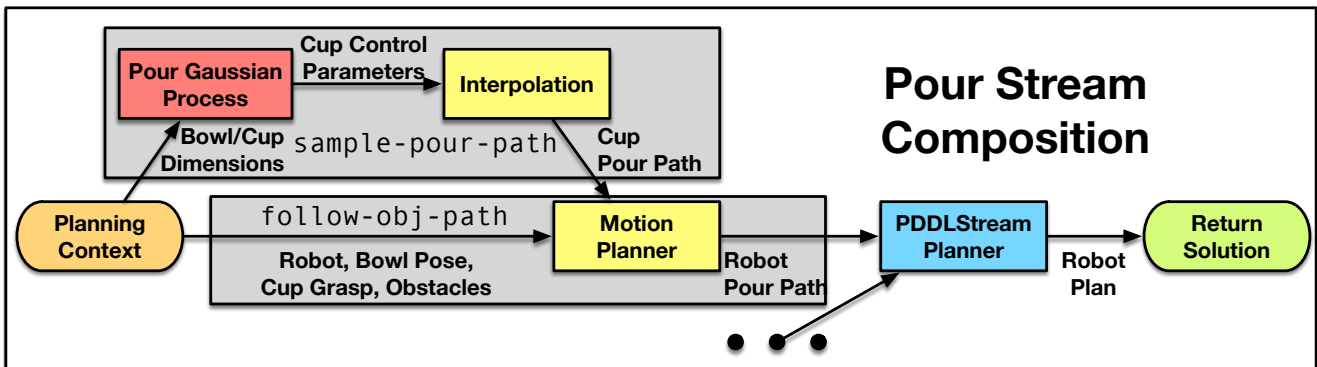 Pour Stream
Composition
Pour Gaussian
Process
Cup Control
Parameters
Interpolation
Bowl/Cup
Dimensions
sample-pour-path
Cup
Pour Path
Planning
Context
follow-obj-path
Robot, Bowl Pose,
Cup Grasp, Obstacles
Motion
Planner
Robot
Pour Path
PDDLStream
Planner
Robot
Plan
Return
Solution